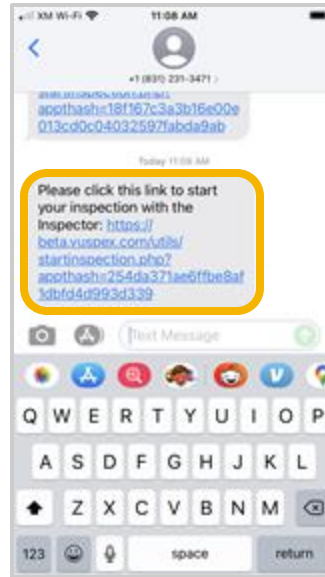 XM Wi-Fi 11:08 AM
+1 (831) 231-3471
startinspection.php?
appthash=18f167c3a3b16e00e
013cd0c04032597fabda9ab
Today 11:08 AM
Please click this link to start
your inspection with the
Inspector: https://
beta.vuspex.com/utils/
startinspection.php?
appthash=254da371ae6ffbe8af
1dbfd4d993d339
Text Message
Q W E R T Y U I O P
A S D F G H J K L
Z X C V B N M
123 space return